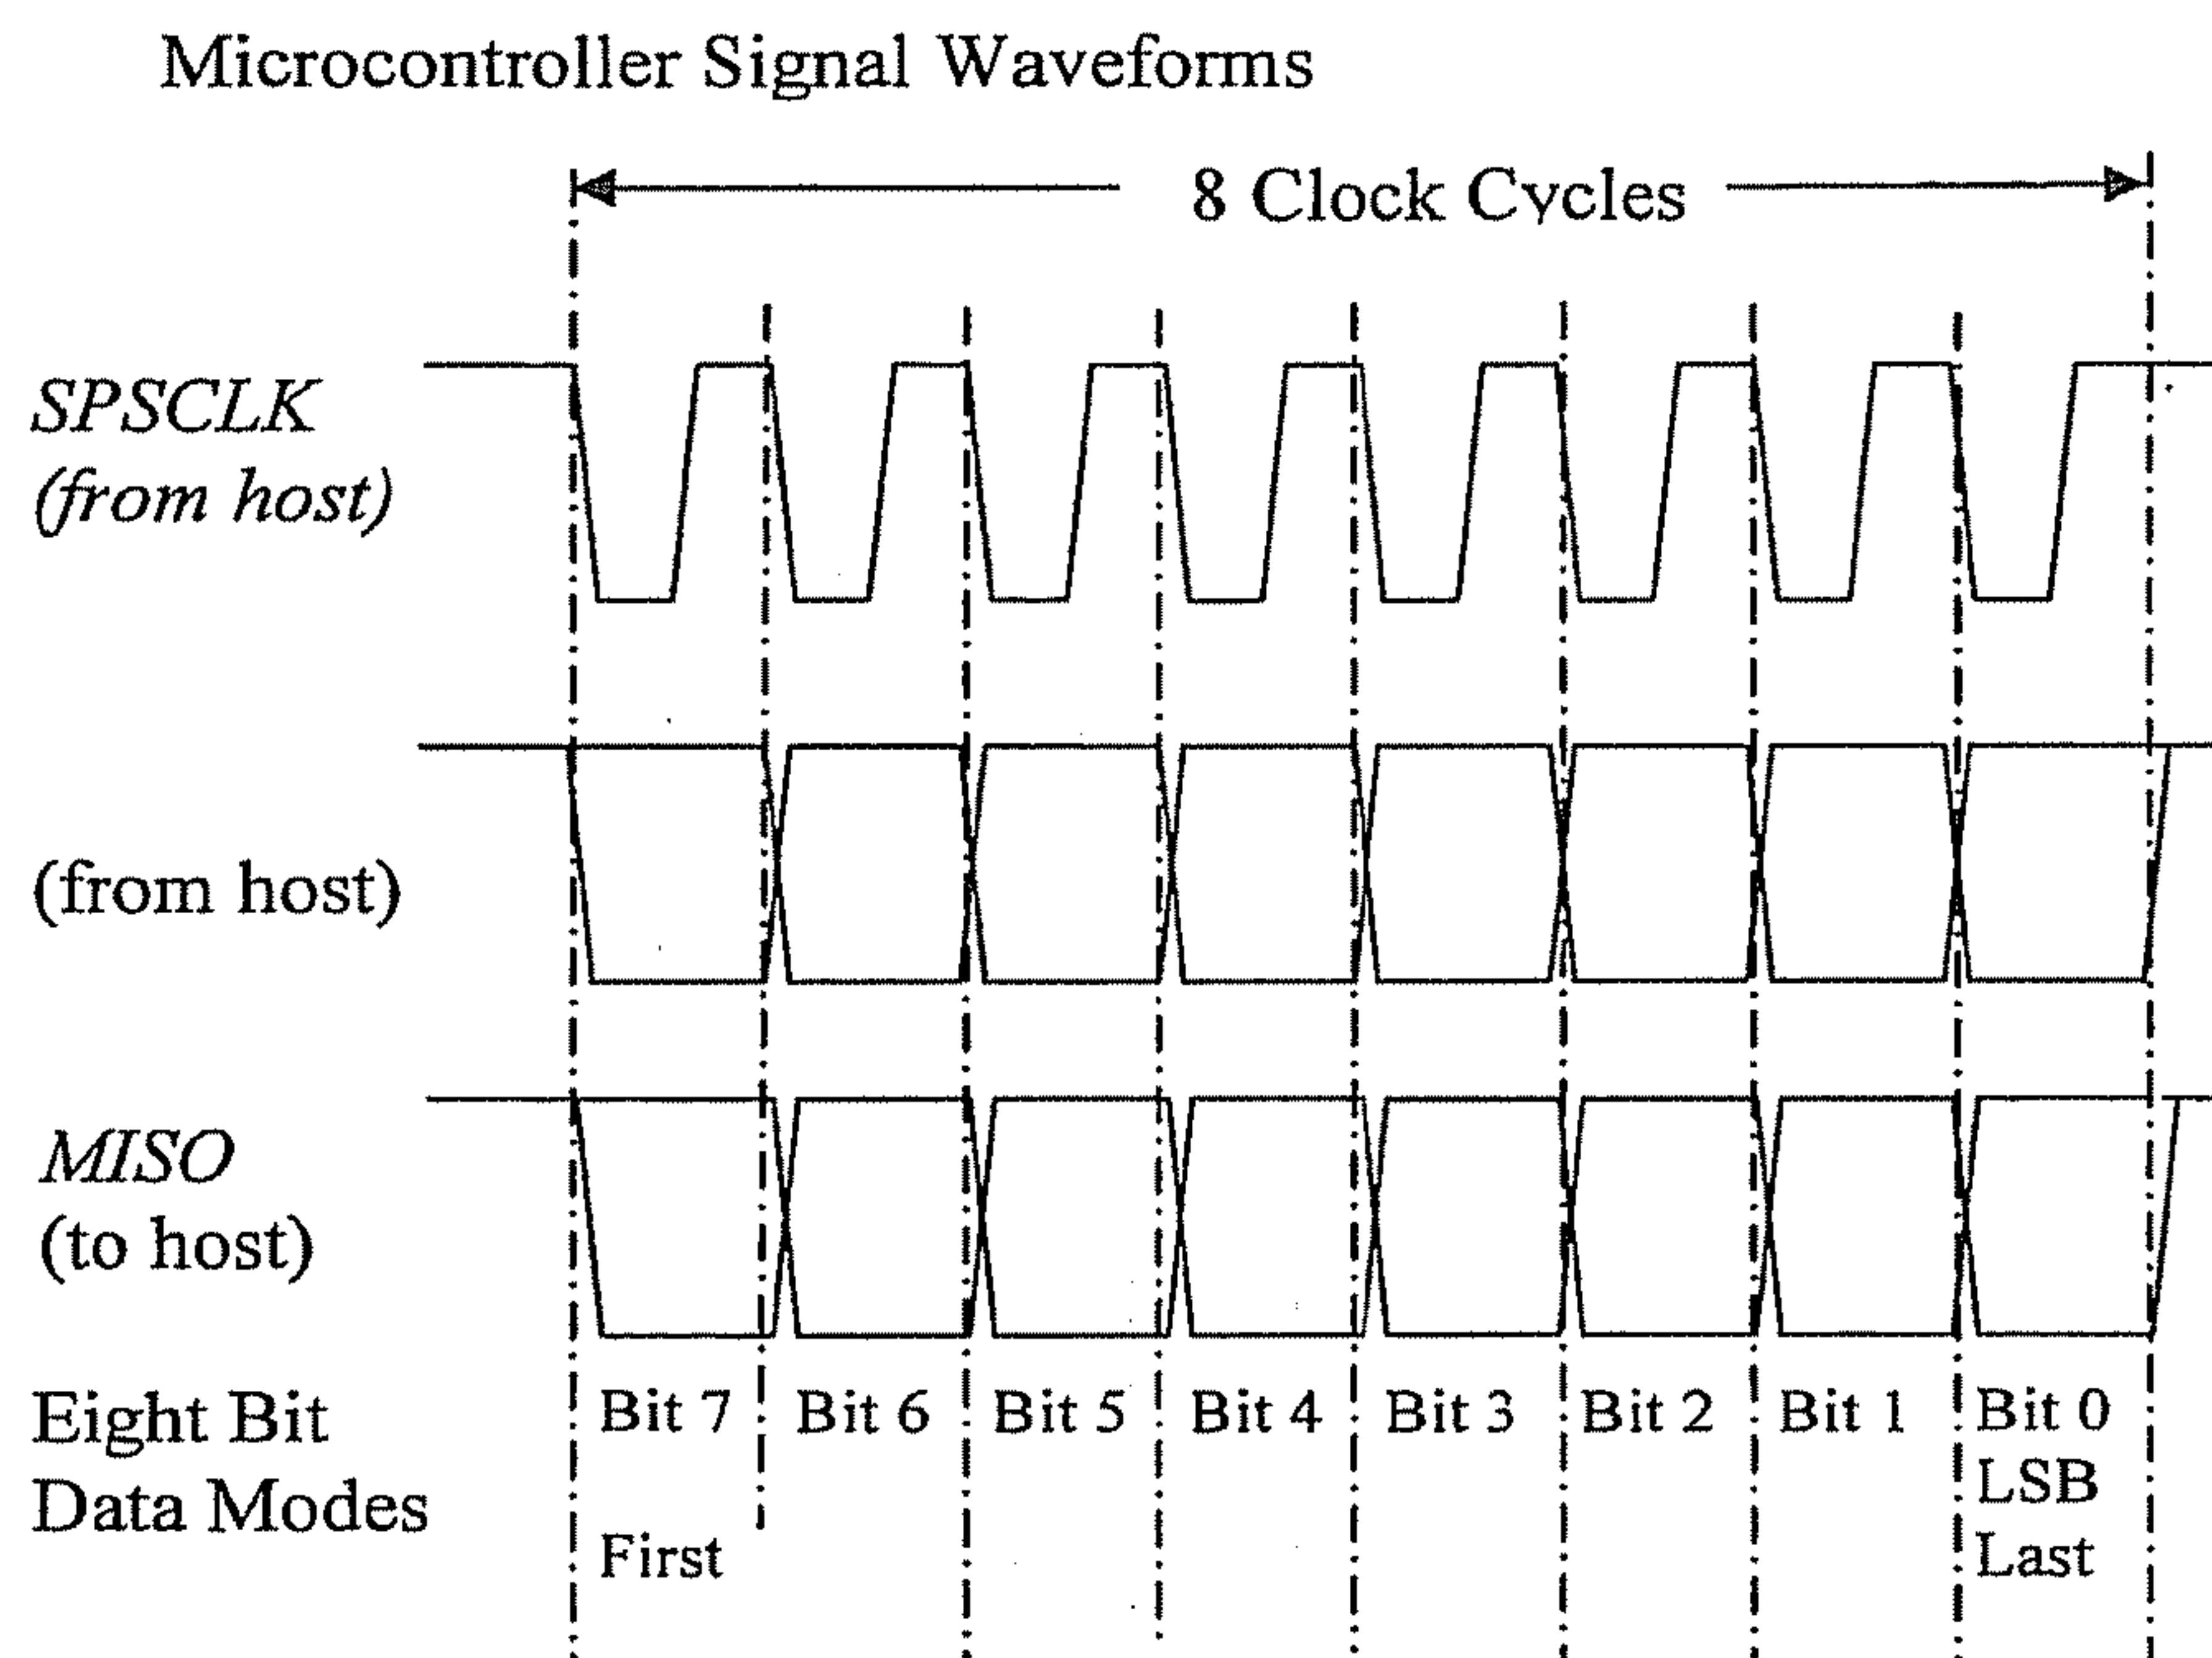 Microcontroller Signal Waveforms
8 Clock Cycles
SPSCLK
(from host)
(from host)
MISO
(to host)
Eight Bit
Data Modes
Bit 7
First
Bit 6
Bit 5
Bit 4
Bit 3
Bit 2
Bit 1
Bit 0
LSB
Last